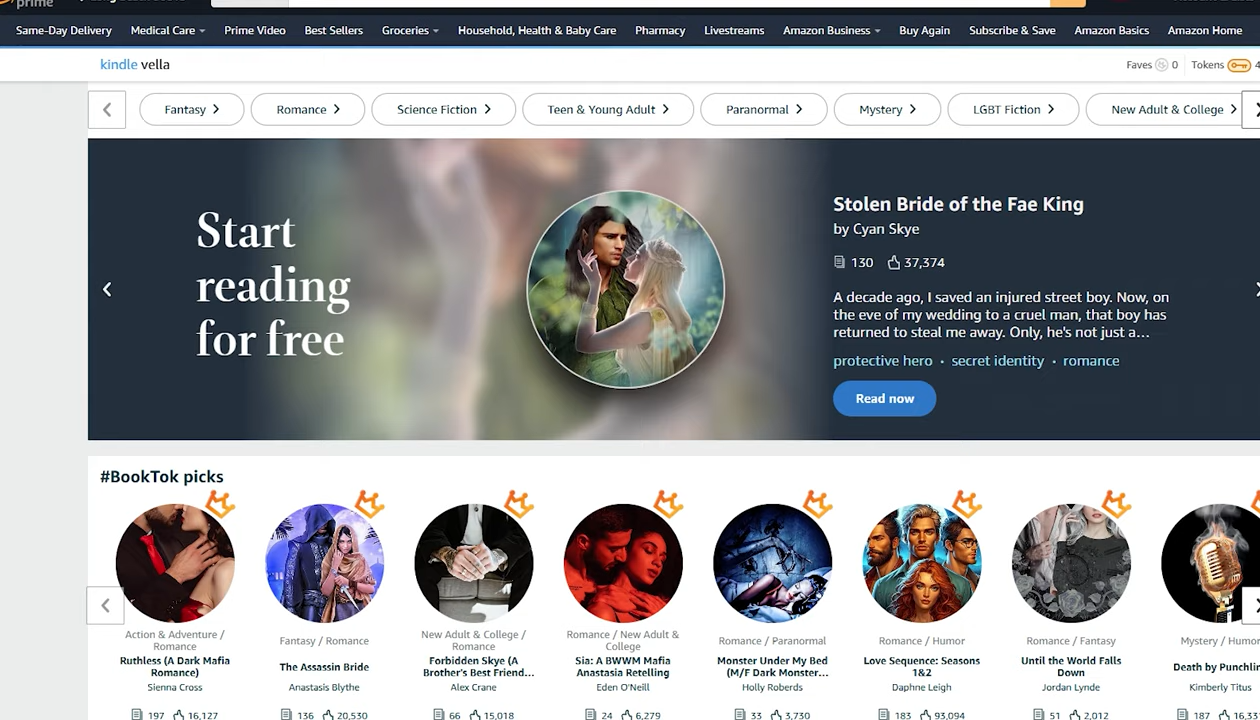 prime
Same-Day Delivery Medical Care Prime Video Best Sellers Groceries Household, Health & Baby Care Pharmacy Livestreams Amazon Business Buy Again Subscribe & Save Amazon Basics Amazon Home
kindle vella
Faves 0 Tokens 4
Fantasy Romance Science Fiction Teen & Young Adult Paranormal Mystery LGBT Fiction New Adult & College
Start
reading
for free
Stolen Bride of the Fae King
by Cyan Skye
130 37,374
A decade ago, I saved an injured street boy. Now, on
the eve of my wedding to a cruel man, that boy has
returned to steal me away. Only, he's not just a...
protective hero • secret identity • romance
Read now
#BookTok picks
Action & Adventure /
Romance
Ruthless (A Dark Mafia
Romance)
Sienna Cross
197 16,127
Fantasy / Romance
The Assassin Bride
Anastasis Blythe
136 20,530
New Adult & College /
Romance
Forbidden Skye (A
Brother's Best Friend...
Alex Crane
66 15,018
Romance / New Adult &
College
Sia: A BWWM Mafia
Anastasia Retelling
Eden O'Neill
24 6,279
Romance / Paranormal
Monster Under My Bed
(M/F Dark Monster...
Holly Roberds
33 3,730
Romance / Humor
Love Sequence: Seasons
1&2
Daphne Leigh
183 93,094
Romance / Fantasy
Until the World Falls
Down
Jordan Lynde
51 2,012
Mystery / Humor
Death by Punchlin
Kimberly Titus
187 16,33